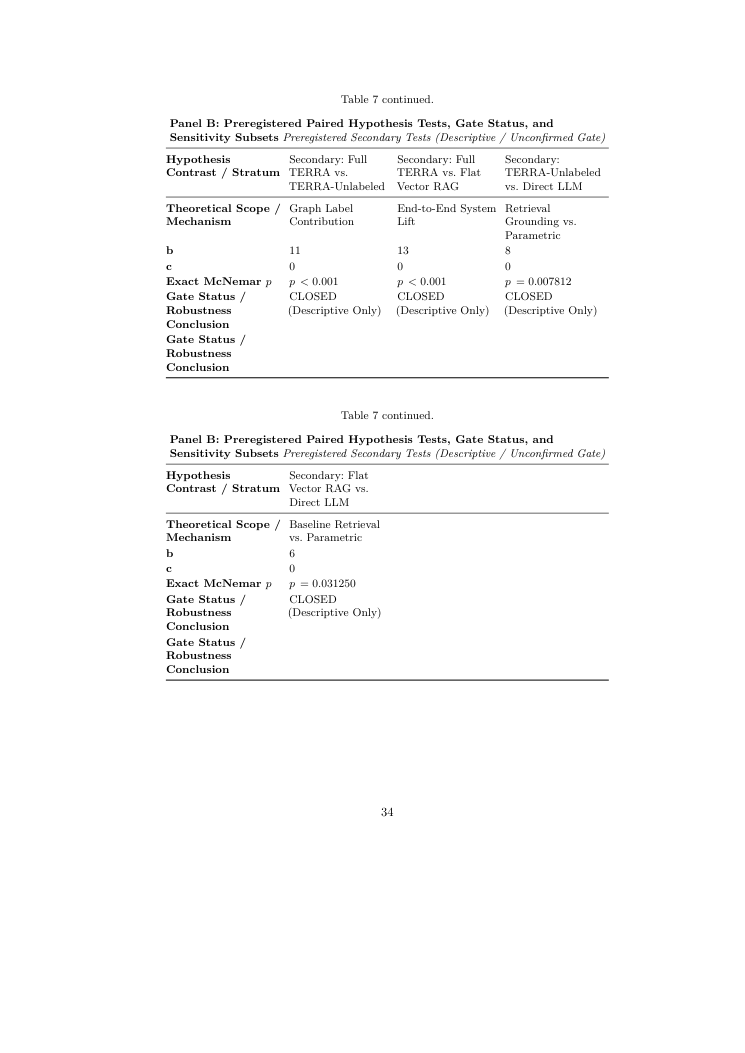 Table 7 continued.
Panel B: Preregistered Paired Hypothesis Tests, Gate Status, and
Sensitivity Subsets Preregistered Secondary Tests (Descriptive / Unconfirmed Gate)
Hypothesis Secondary: Full Secondary: Full Secondary:
Contrast / Stratum TERRA vs. TERRA vs. Flat TERRA-Unlabeled
TERRA-Unlabeled Vector RAG vs. Direct LLM
Theoretical Scope / Graph Label End-to-End System Retrieval
Mechanism Contribution Lift Grounding vs.
Parametric
b 11 13 8
c 0 0 0
Exact McNemar p p < 0.001 p < 0.001 p = 0.007812
Gate Status / CLOSED CLOSED CLOSED
Robustness (Descriptive Only) (Descriptive Only) (Descriptive Only)
Conclusion
Gate Status /
Robustness
Conclusion
Table 7 continued.
Panel B: Preregistered Paired Hypothesis Tests, Gate Status, and
Sensitivity Subsets Preregistered Secondary Tests (Descriptive / Unconfirmed Gate)
Hypothesis Secondary: Flat
Contrast / Stratum Vector RAG vs.
Direct LLM
Theoretical Scope / Baseline Retrieval
Mechanism vs. Parametric
b 6
c 0
Exact McNemar p p = 0.031250
Gate Status / CLOSED
Robustness (Descriptive Only)
Conclusion
Gate Status /
Robustness
Conclusion
34